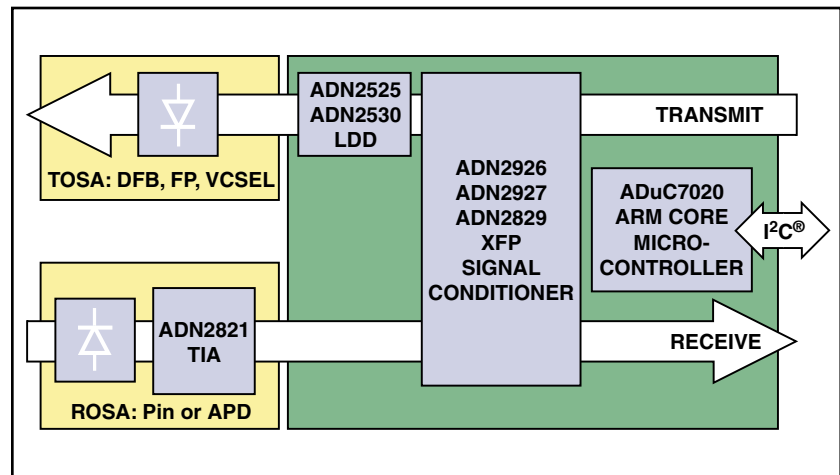 ADN2525
ADN2530
LDD
TRANSMIT
TOSA: DFB, FP, VCSEL
ADN2926
ADN2927
ADN2829
XFP
SIGNAL
CONDITIONER
ADuC7020
ARM CORE
MICRO-
CONTROLLER
I²C®
ADN2821
TIA
RECEIVE
ROSA: Pin or APD